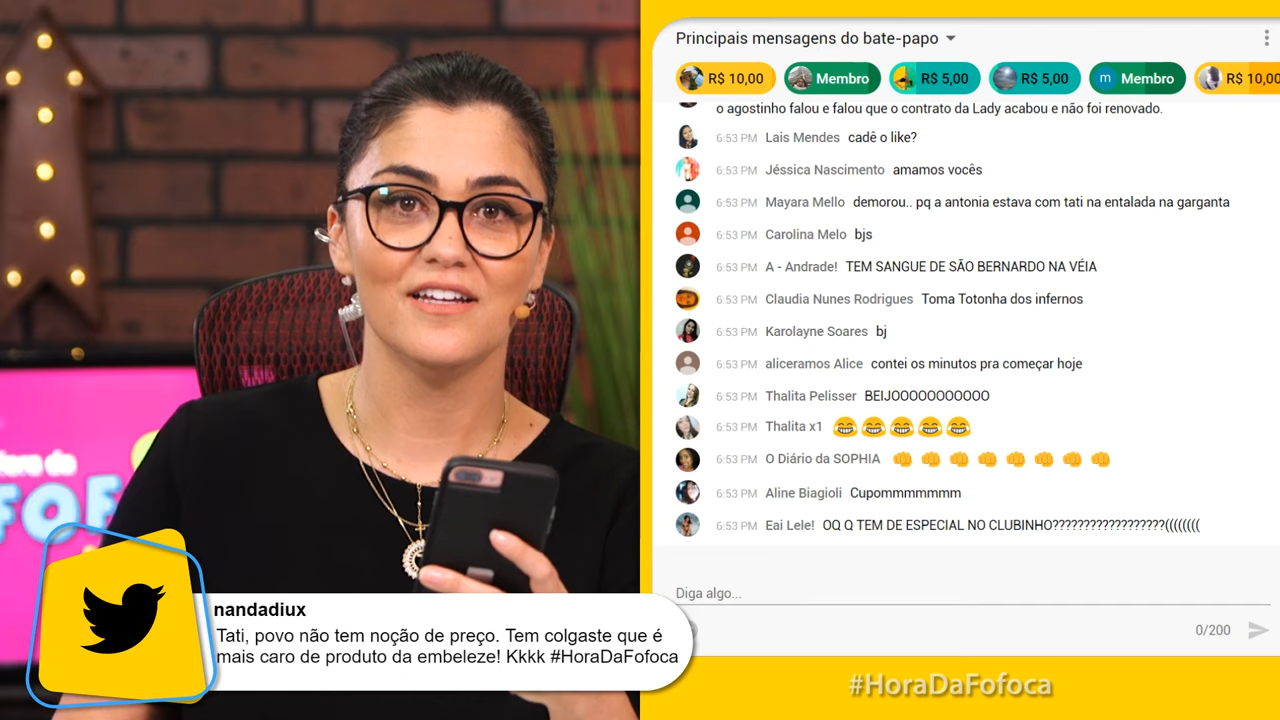 Principais mensagens do bate-papo
R$ 10,00
Membro
R$ 5,00
R$ 5,00
m
Membro
R$ 10,00
o agostinho falou e falou que o contrato da Lady acabou e não foi renovado.
6:53 PM Lais Mendes cadê o like?
6:53 PM Jéssica Nascimento amamos vocês
6:53 PM Mayara Mello demorou.. pq a antonia estava com tati na entalada na garganta
6:53 PM Carolina Melo bjs
6:53 PM A - Andrade! TEM SANGUE DE SÃO BERNARDO NA VÉIA
6:53 PM Claudia Nunes Rodrigues Toma Totonha dos infernos
6:53 PM Karolayne Soares bj
6:53 PM aliceramos Alice contei os minutos pra começar hoje
6:53 PM Thalita Pelisser BEIJOOOOOOOOOOO
6:53 PM Thalita x1 😂😂😂😂😂
6:53 PM O Diário da SOPHIA 👊👊👊👊👊👊👊👊
6:53 PM Aline Biagioli Cupommmmmmm
6:53 PM Eai Lele! OQ Q TEM DE ESPECIAL NO CLUBINHO??????????????????((((((((
Diga algo...
0/200
#HoraDaFofoca
ora da
FOF
nandadiux
Tati, povo não tem noção de preço. Tem colgaste que é
mais caro de produto da embeleze! Kkkk #HoraDaFofoca